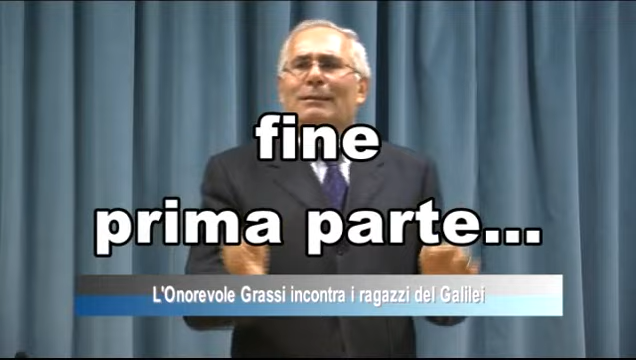 fine
prima parte...
L'Onorevole Grassi incontra i ragazzi del Galilei